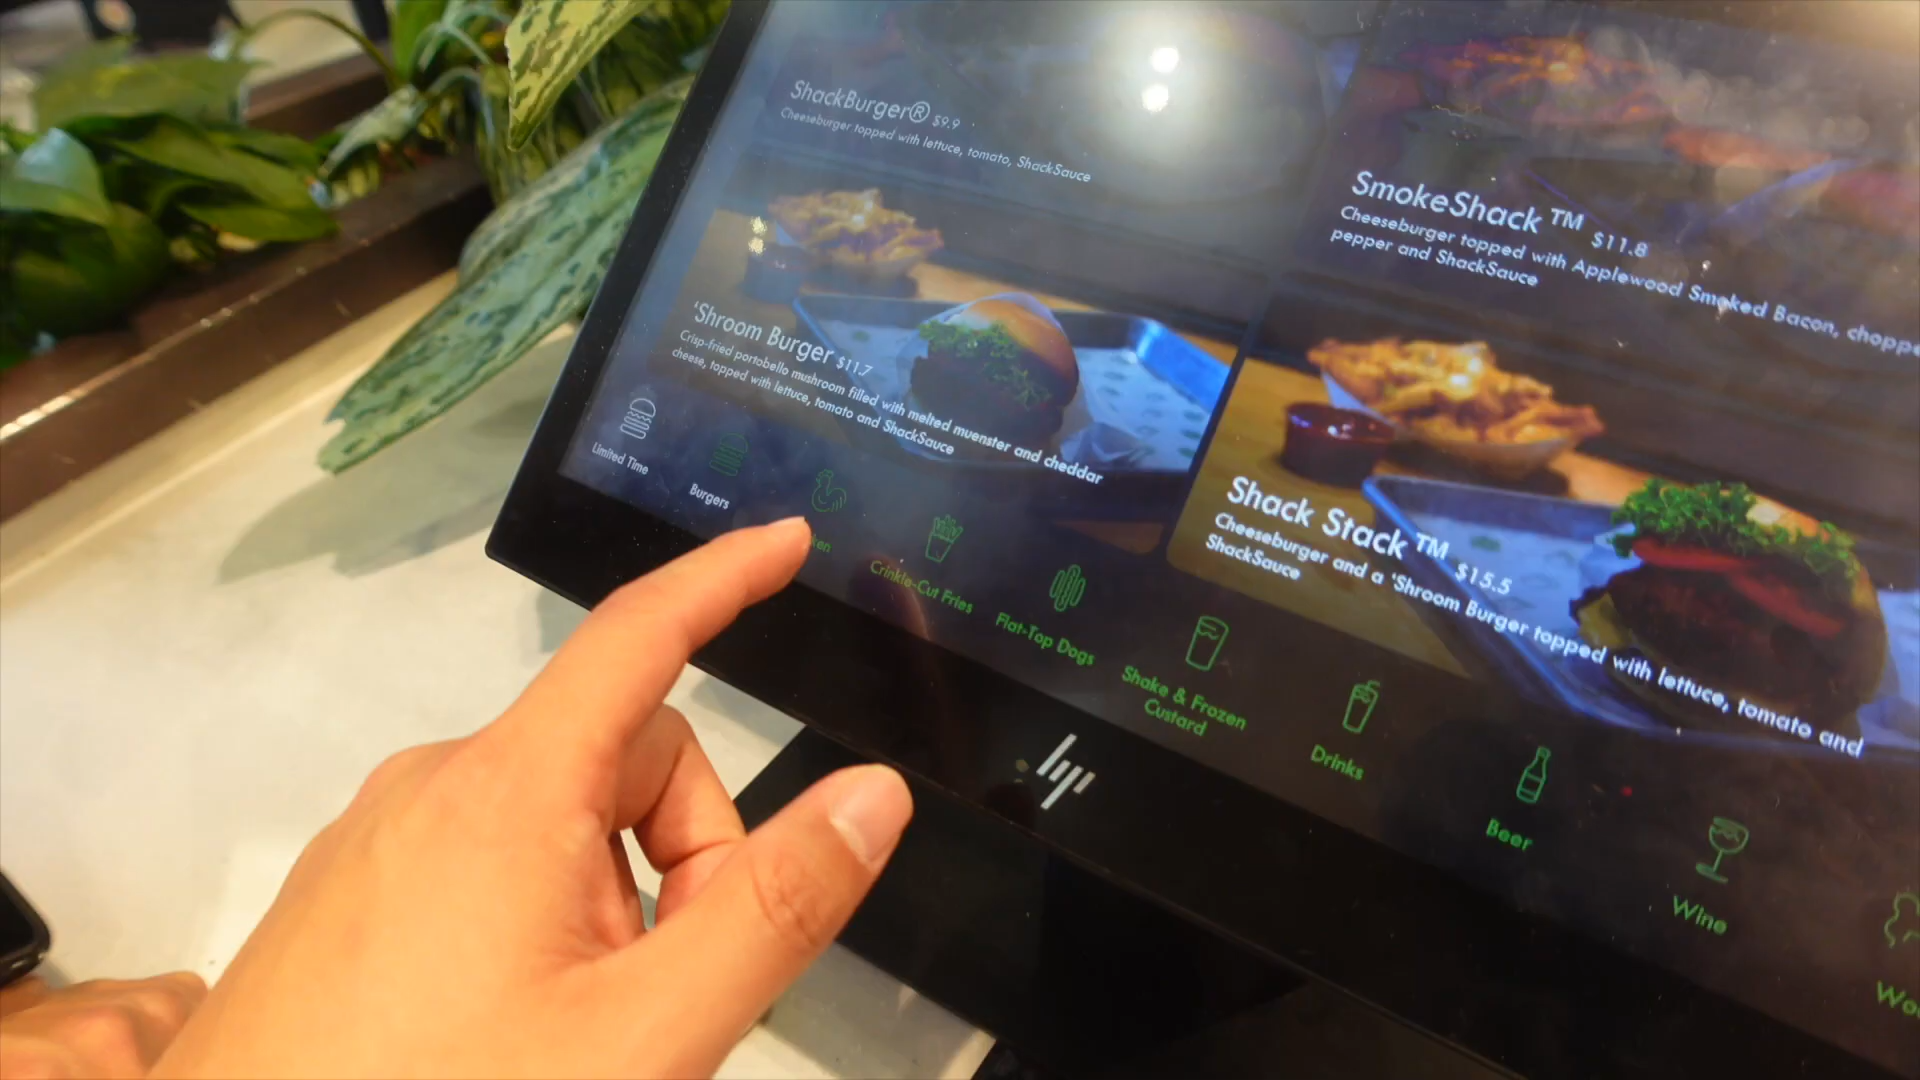 ShackBurger® $9.9
Cheeseburger topped with lettuce, tomato, ShackSauce
SmokeShack™ $11.8
Cheeseburger topped with Applewood Smoked Bacon,
pepper and ShackSauce
'Shroom Burger $11.7
Crisp-fried portobello mushroom filled with melted muenster and cheddar
cheese, topped with lettuce, tomato and ShackSauce
Shack Stack™ $15.5
Cheeseburger and a 'Shroom Burger topped with lettuce, tomato and
ShackSauce
Limited Time
Burgers
Crinkle-Cut Fries
Flat-Top Dogs
Shake & Frozen
Custard
Drinks
Beer
Wine
hp